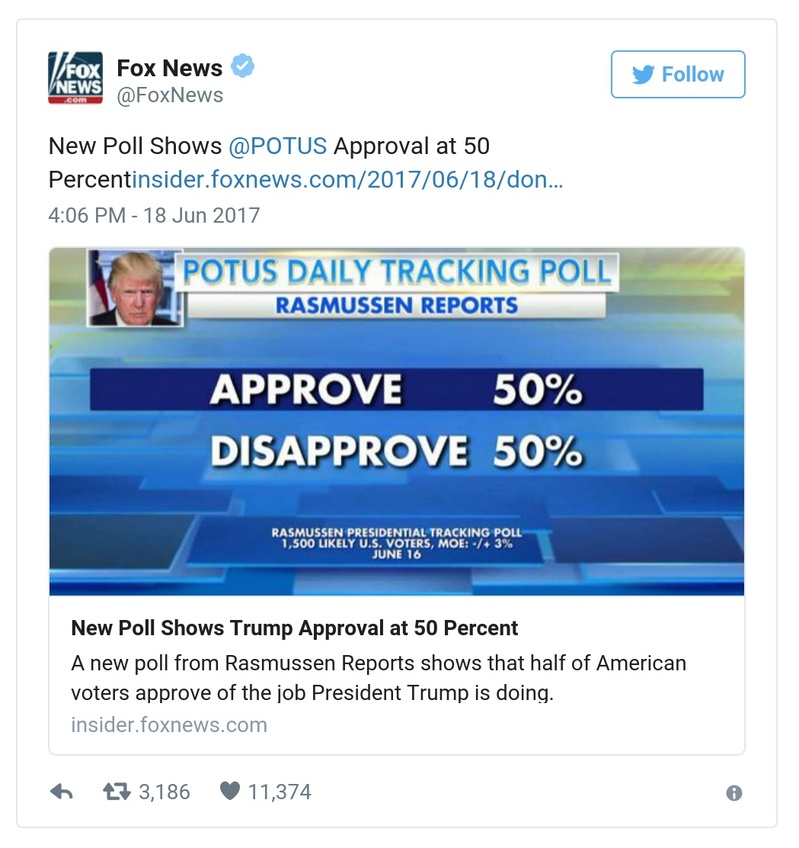 FOX
NEWS
.com
Fox News
@FoxNews
Follow
New Poll Shows @POTUS Approval at 50
Percentinsider.foxnews.com/2017/06/18/don…
4:06 PM - 18 Jun 2017
POTUS DAILY TRACKING POLL
RASMUSSEN REPORTS
APPROVE 50%
DISAPPROVE 50%
RASMUSSEN PRESIDENTIAL TRACKING POLL
1,500 LIKELY U.S. VOTERS, MOE: -/+ 3%
JUNE 16
New Poll Shows Trump Approval at 50 Percent
A new poll from Rasmussen Reports shows that half of American
voters approve of the job President Trump is doing.
insider.foxnews.com
3,186 11,374